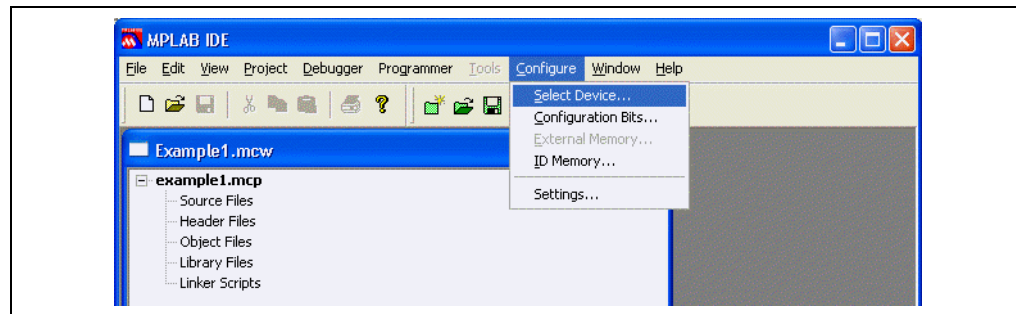 MPLAB IDE
File Edit View Project Debugger Programmer Tools Configure Window Help
Select Device...
Configuration Bits...
External Memory...
ID Memory...
Settings...
Example1.mcw
example1.mcp
Source Files
Header Files
Object Files
Library Files
Linker Scripts